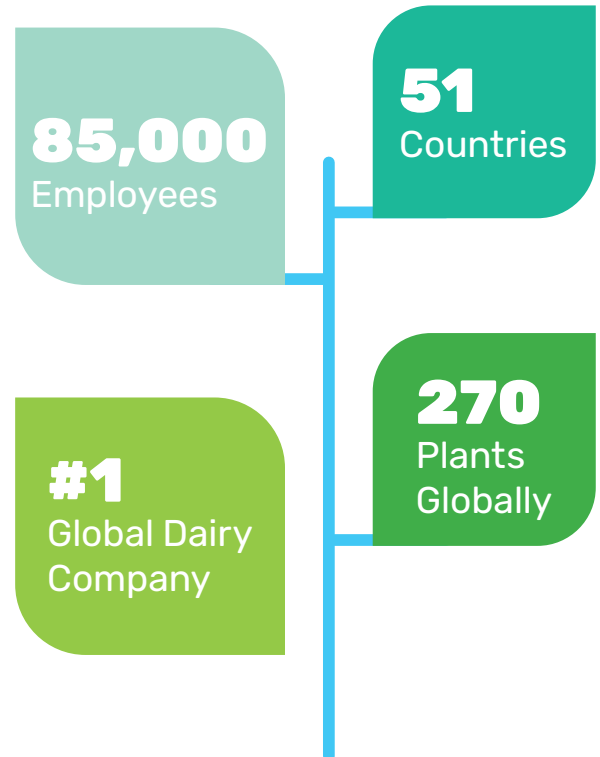 85,000
Employees
51
Countries
#1
Global Dairy
Company
270
Plants
Globally